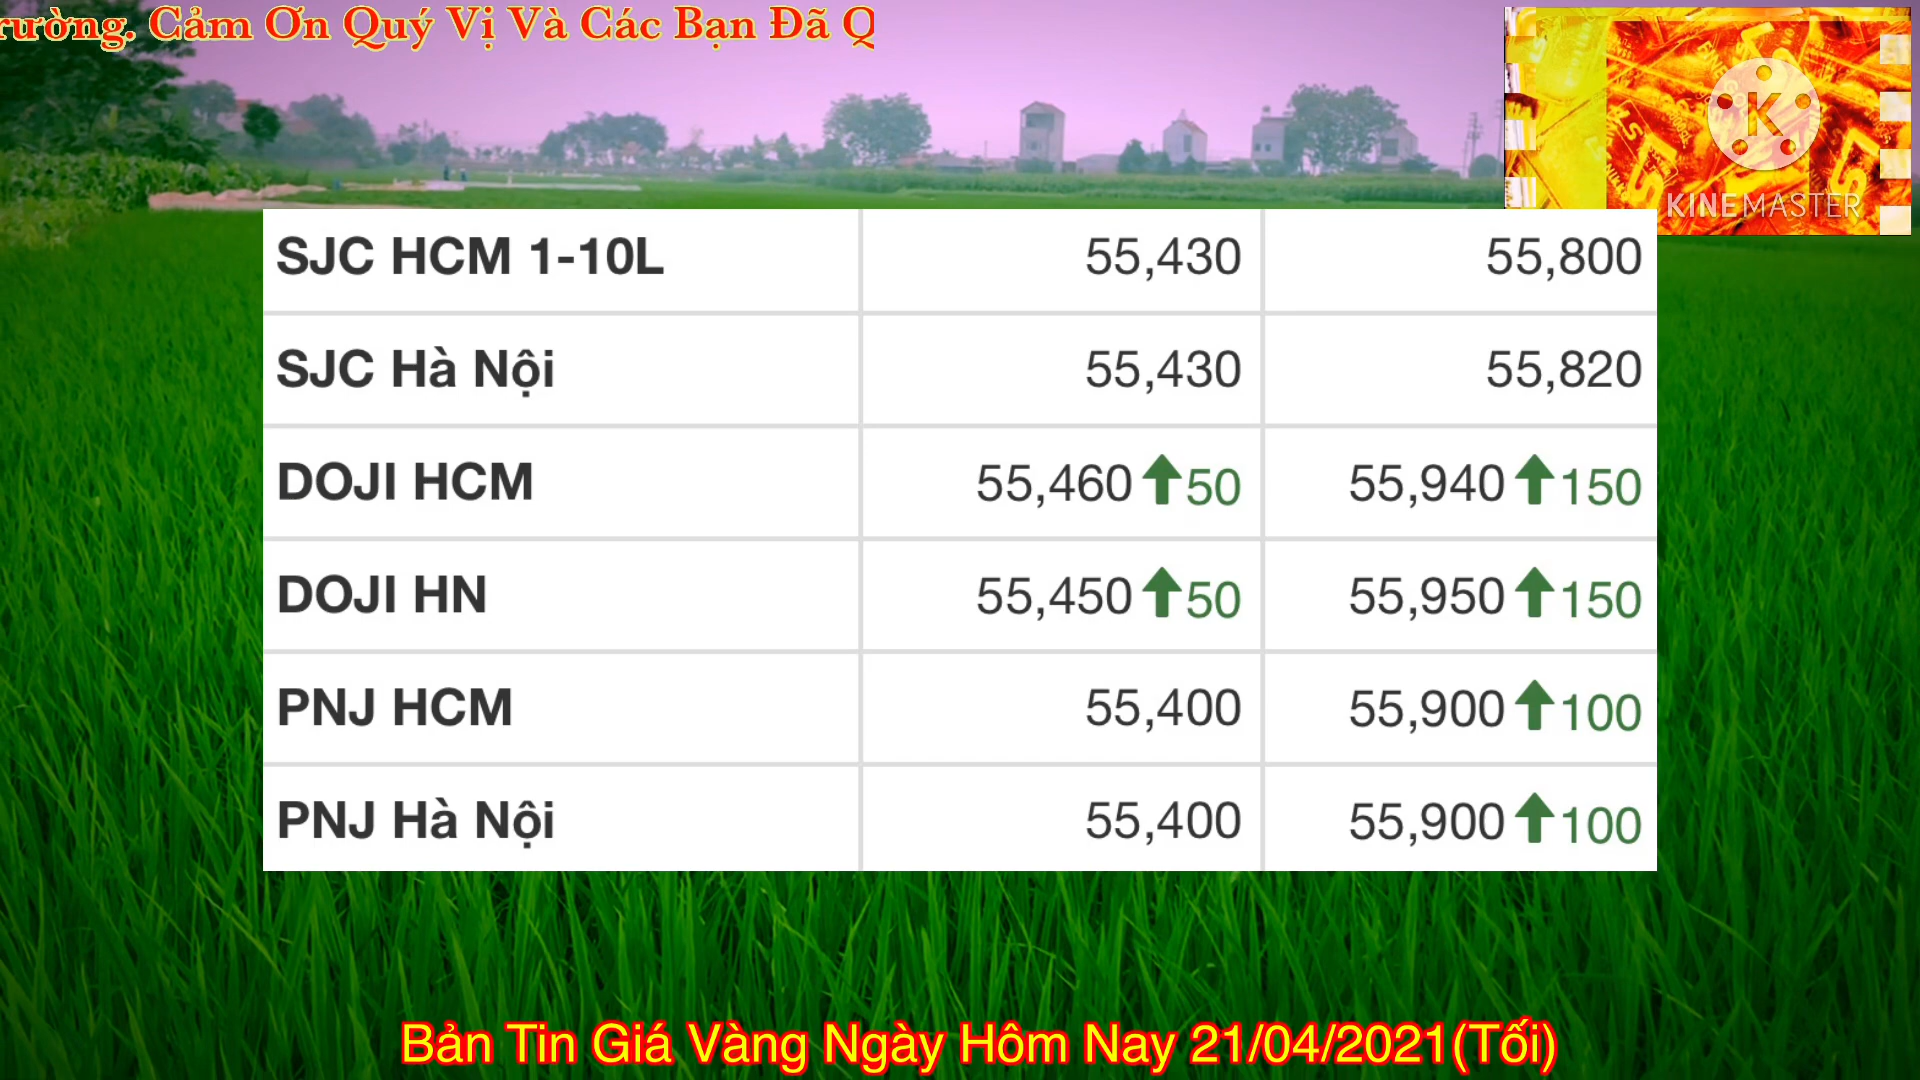 rường. Cảm Ơn Quý Vị Và Các Bạn Đã Q
KINEMASTER
SJC HCM 1-10L 55,430 55,800
SJC Hà Nội 55,430 55,820
DOJI HCM 55,460 50 55,940 150
DOJI HN 55,450 50 55,950 150
PNJ HCM 55,400 55,900 100
PNJ Hà Nội 55,400 55,900 100
Bản Tin Giá Vàng Ngày Hôm Nay 21/04/2021(Tối)